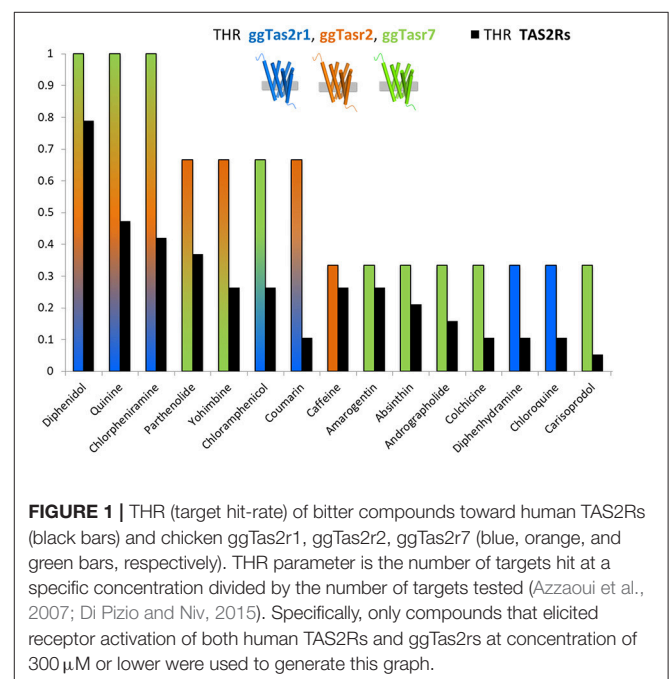 THR ggTas2r1, ggTasr2, ggTasr7 ■ THR TAS2Rs
1
0.9
0.8
0.7
0.6
0.5
0.4
0.3
0.2
0.1
0
Diphenidol
Quinine
Chlorpheniramine
Parthenolide
Yohimbine
Chloramphenicol
Coumarin
Caffeine
Amarogentin
Absinthin
Andrographolide
Colchicine
Diphenhydramine
Chloroquine
Carisoprodol
FIGURE 1 | THR (target hit-rate) of bitter compounds toward human TAS2Rs
(black bars) and chicken ggTas2r1, ggTas2r2, ggTas2r7 (blue, orange, and
green bars, respectively). THR parameter is the number of targets hit at a
specific concentration divided by the number of targets tested (Azzaoui et al.,
2007; Di Pizio and Niv, 2015). Specifically, only compounds that elicited
receptor activation of both human TAS2Rs and ggTas2rs at concentration of
300 μM or lower were used to generate this graph.